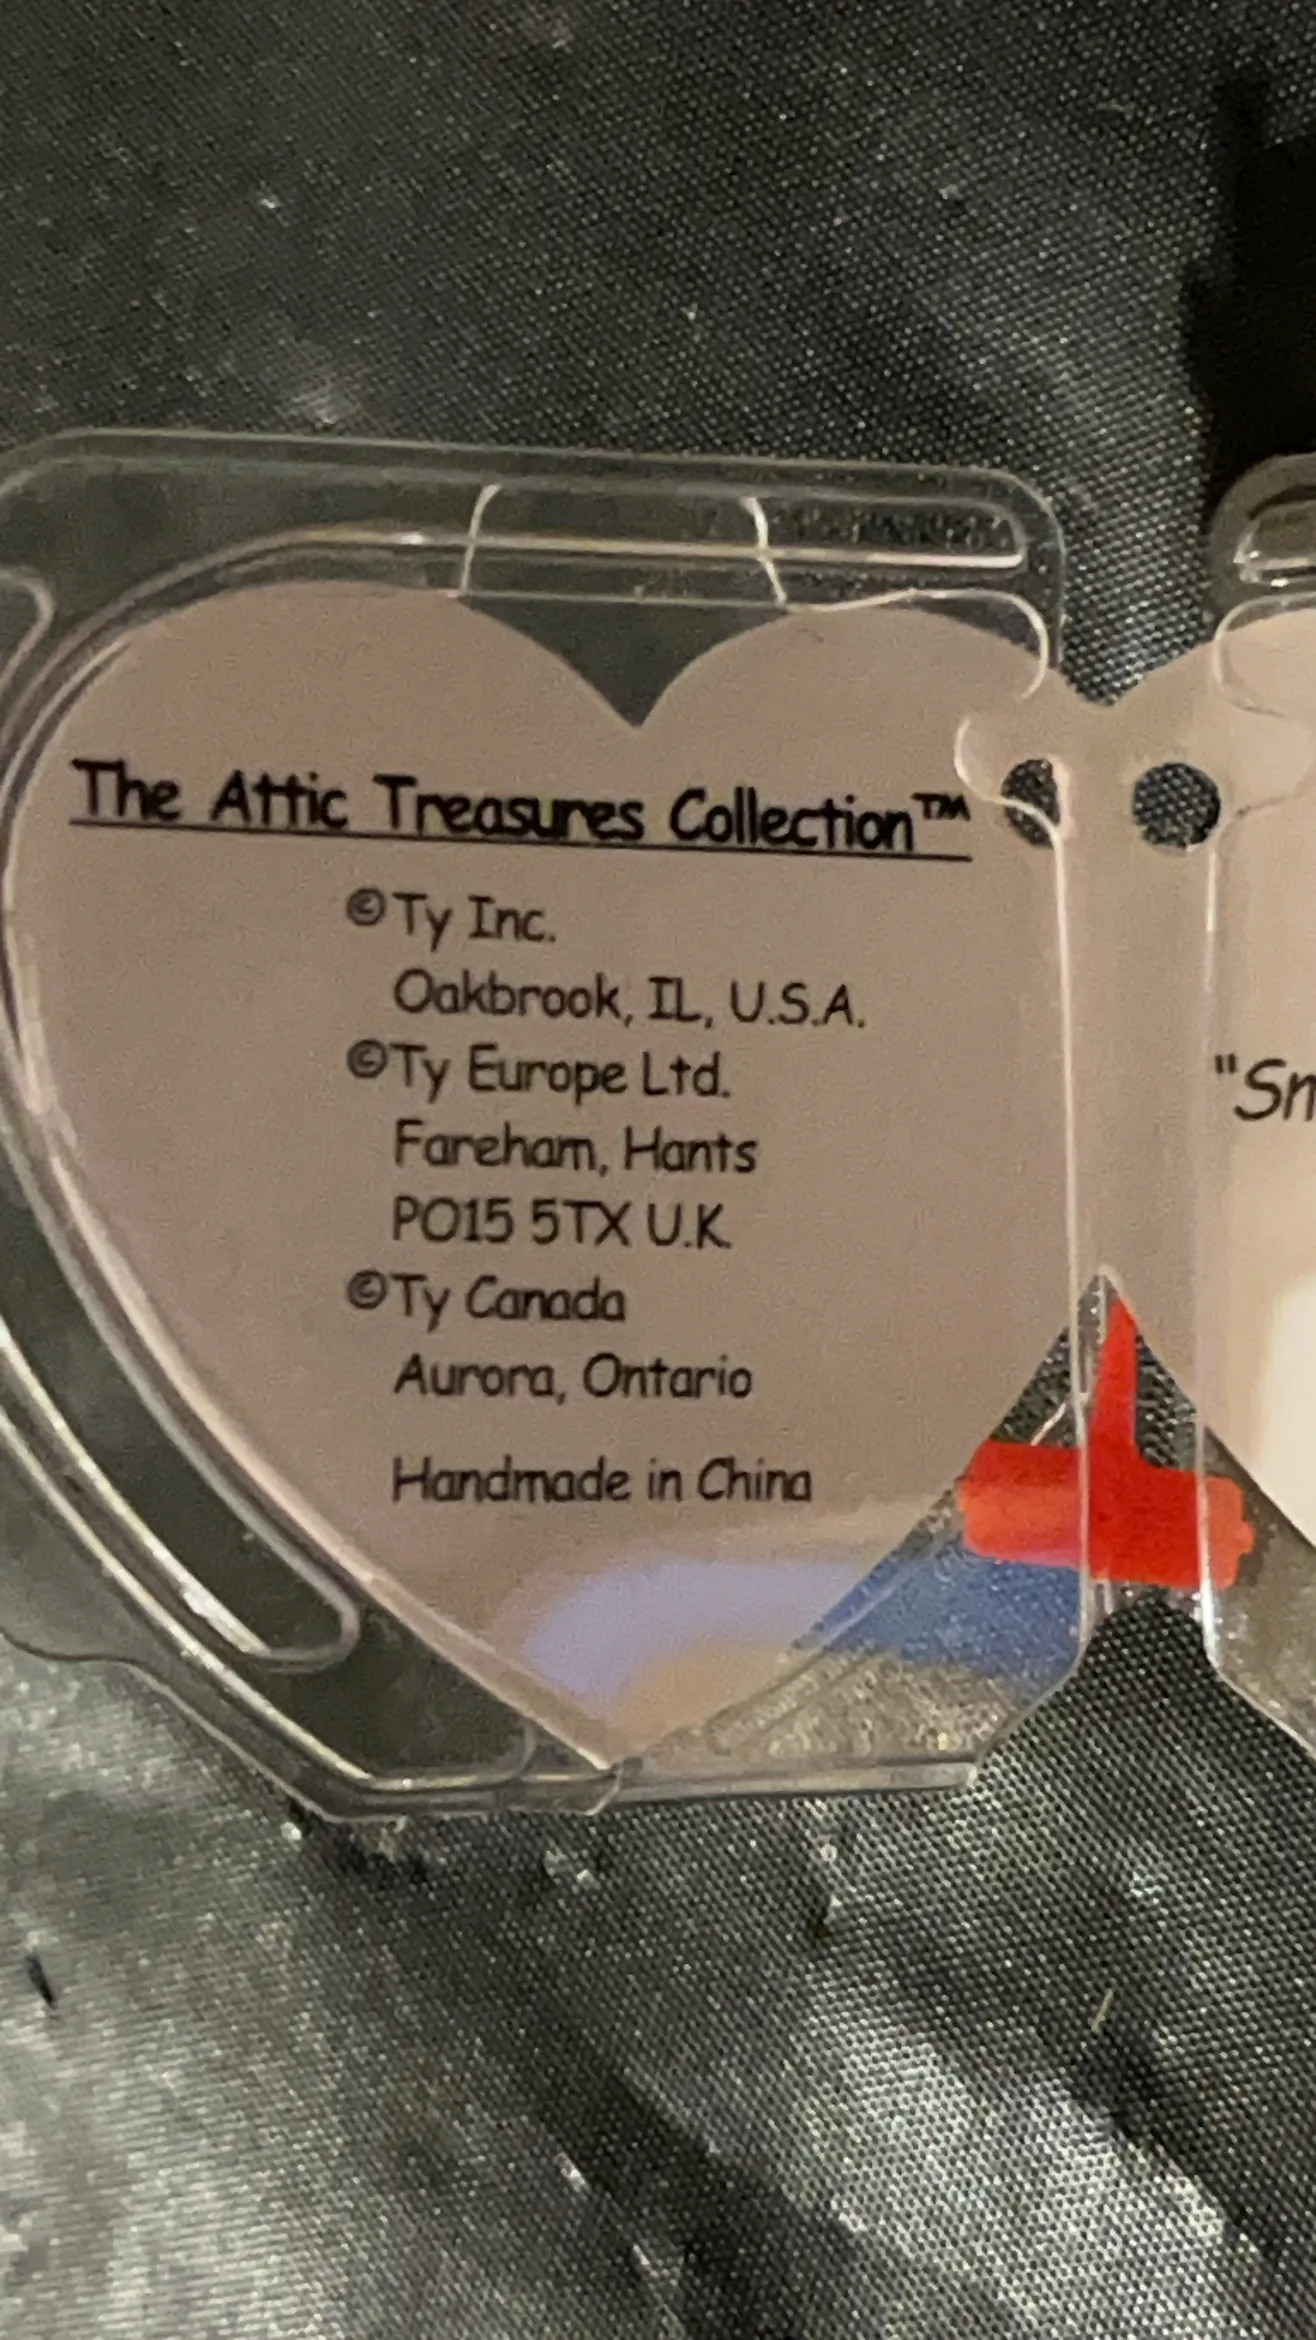 The Attic Treasures Collection™
©Ty Inc.
Oakbrook, IL, U.S.A.
©Ty Europe Ltd.
Fareham, Hants
PO15 5TX U.K.
©Ty Canada
Aurora, Ontario
Handmade in China